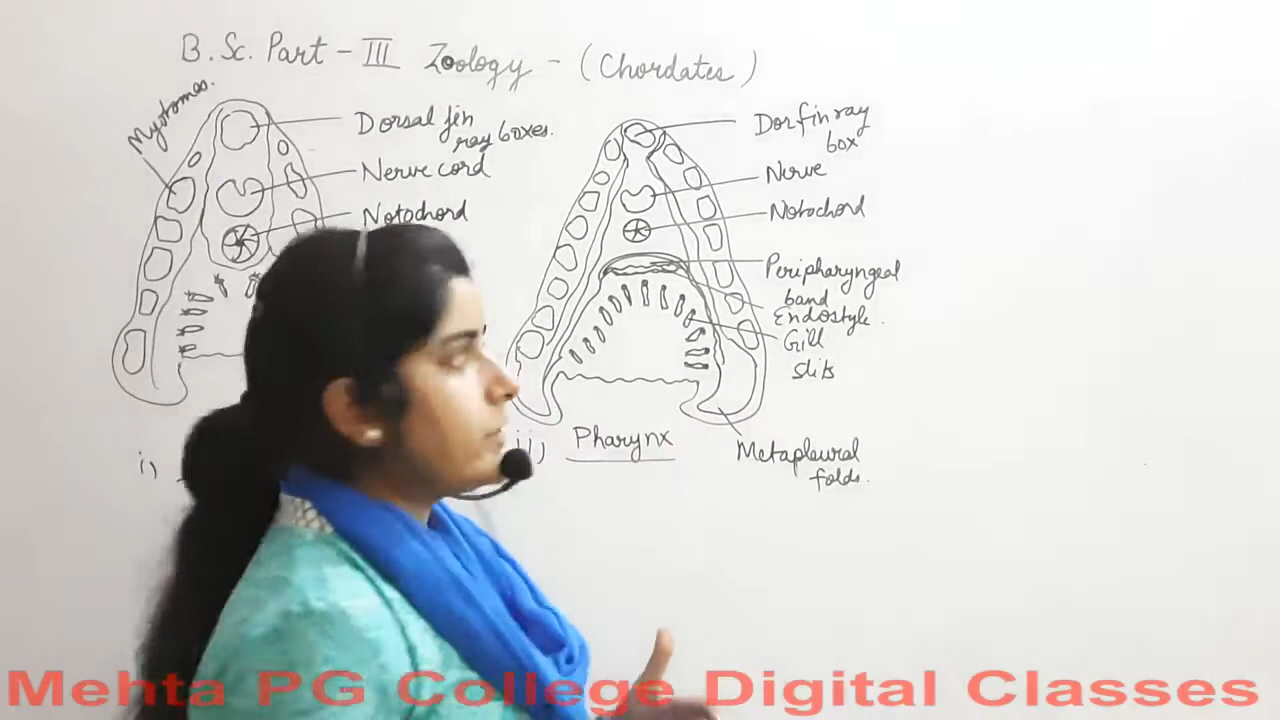 B.Sc. Part - III Zoology - (Chordates)
Myotomes.
Dorsal fin
ray boxes.
Nerve cord
Notochord
i)
Dorfin ray
box
Nerve
Notochord
Peripharyngeal
band
Endostyle.
Gill
slits
Metapleural
folds.
ii) Pharynx
Mehta PG College Digital Classes